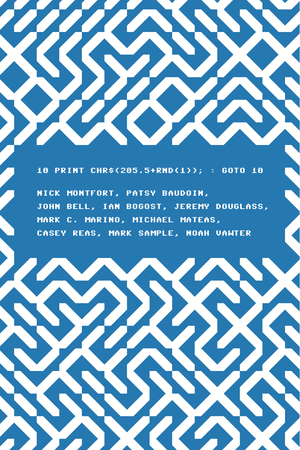 10 PRINT CHR$(205.5+RND(1)); : GOTO 10
NICK MONTFORT, PATSY BAUDOIN,
JOHN BELL, IAN BOGOST, JEREMY DOUGLASS,
MARK C. MARINO, MICHAEL MATEAS,
CASEY REAS, MARK SAMPLE, NOAH VAWTER